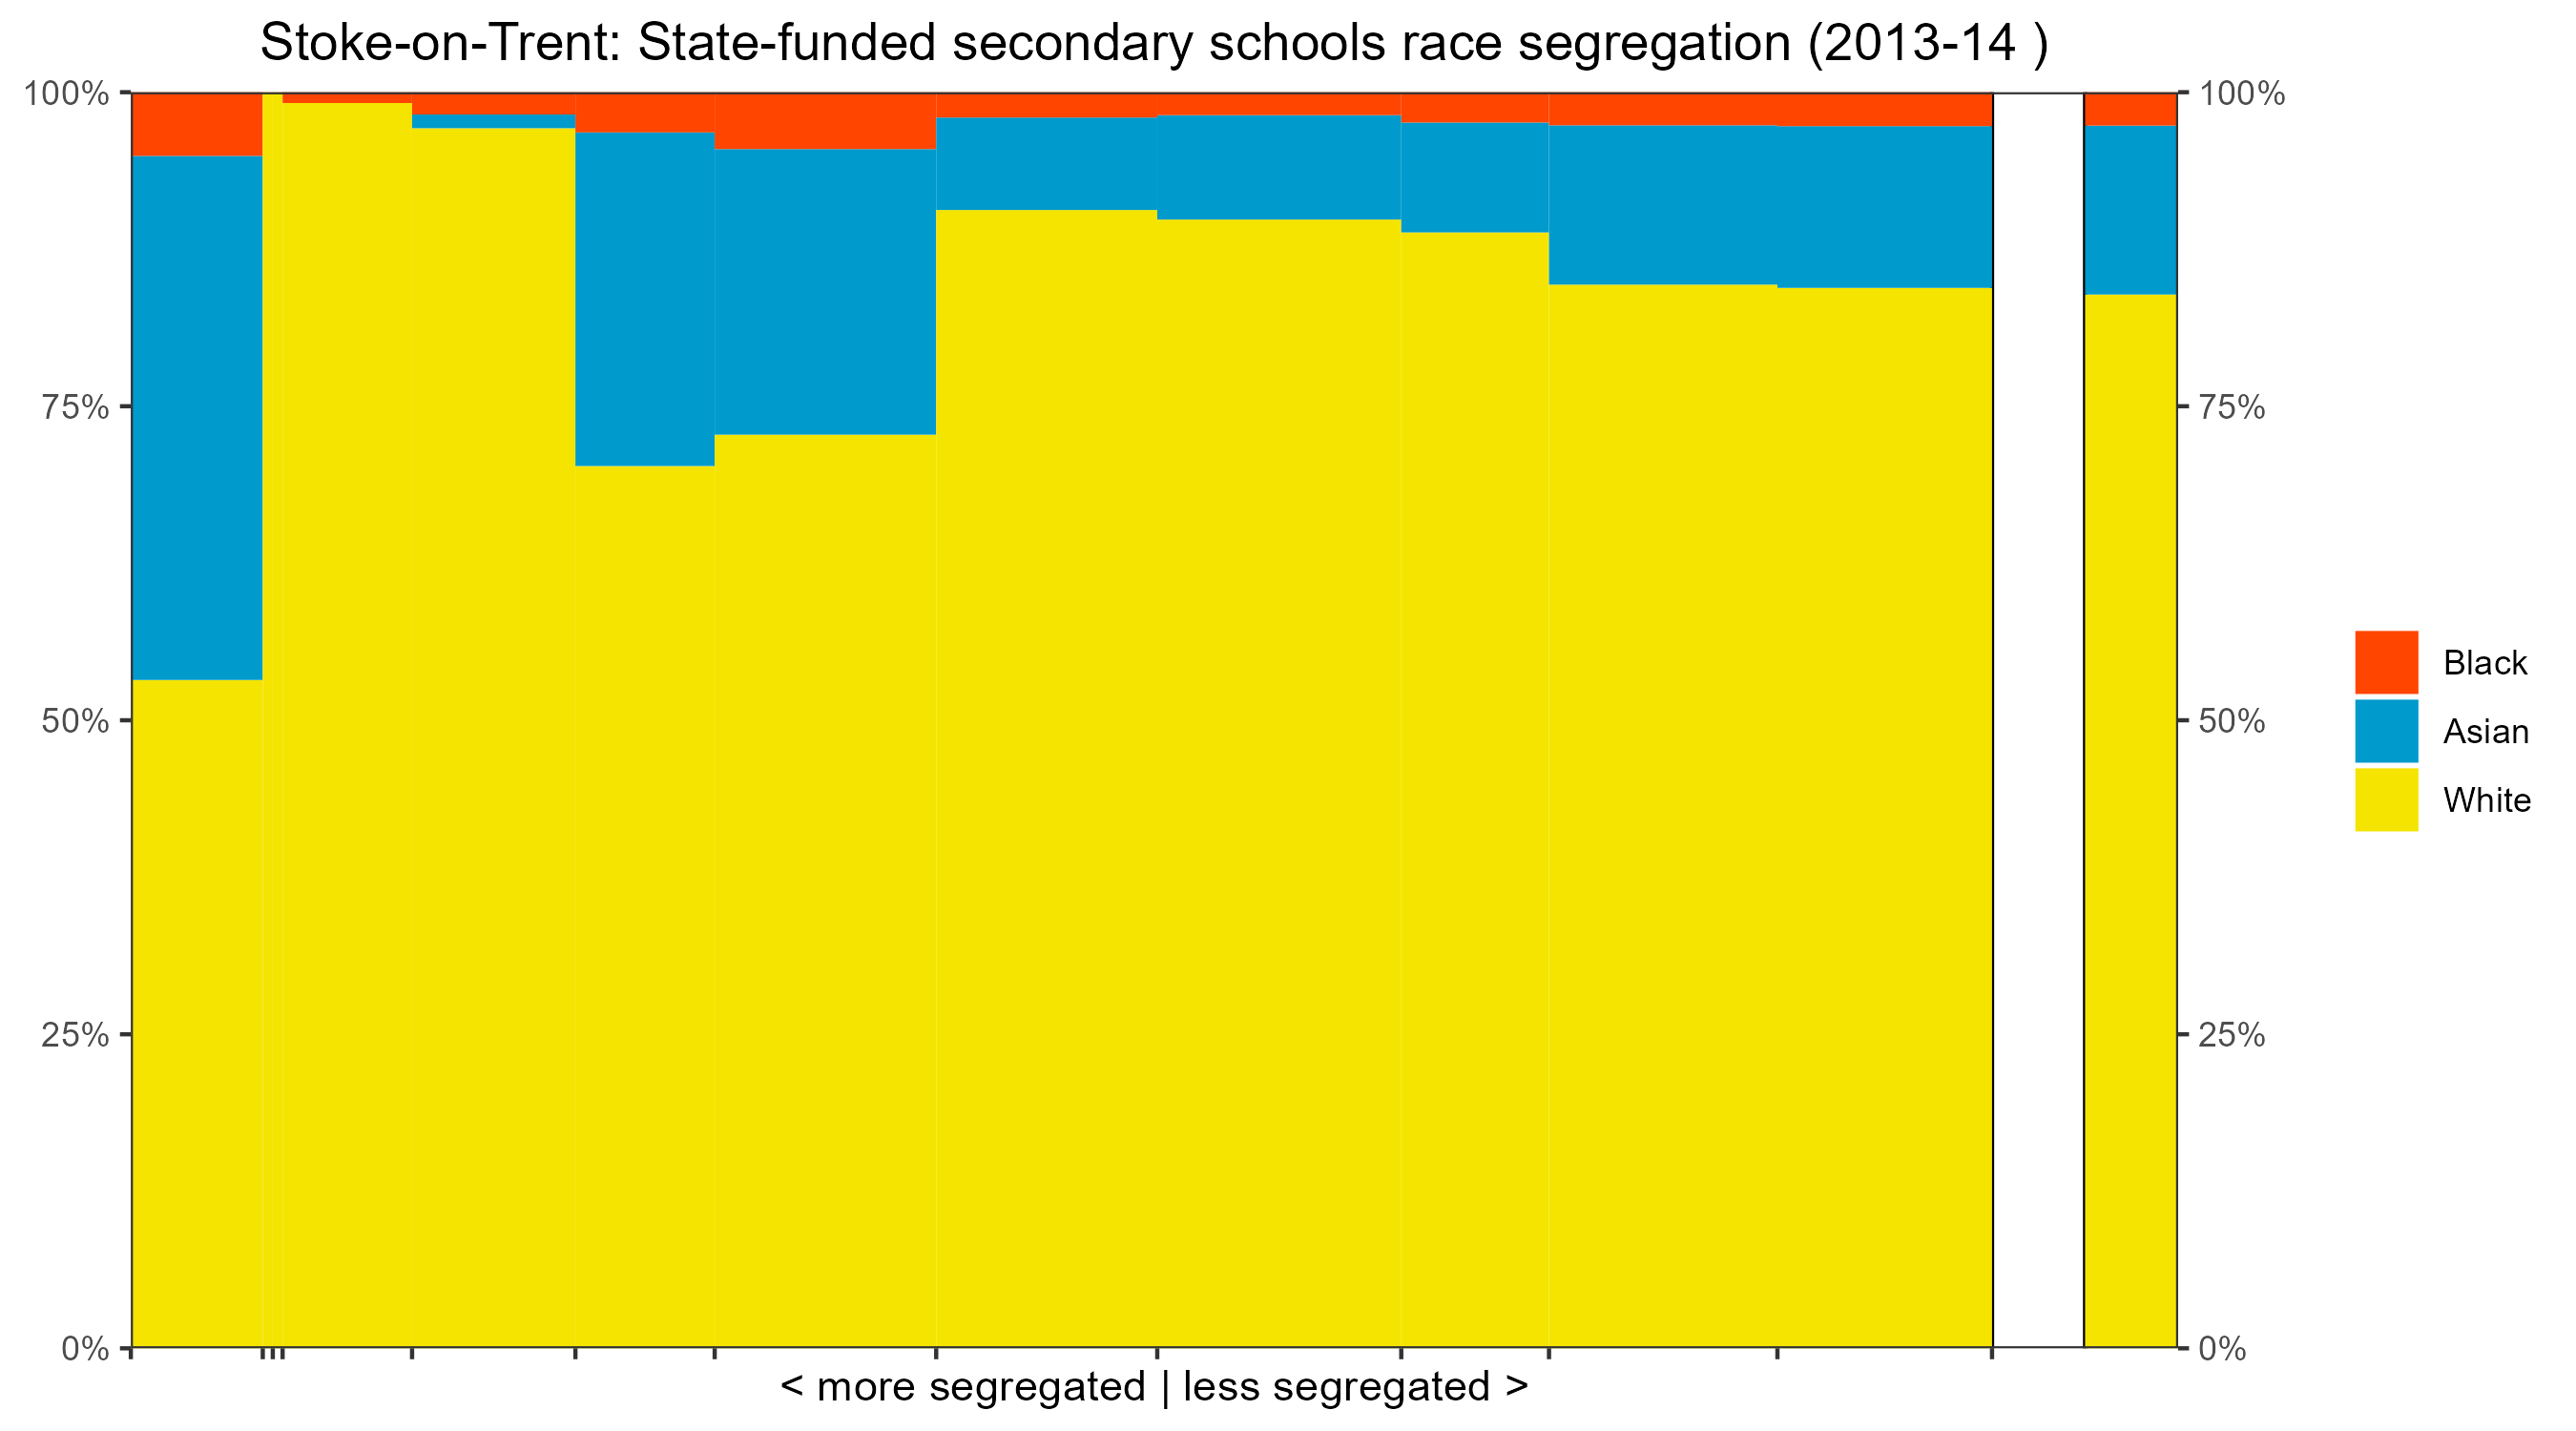 Stoke-on-Trent: State-funded secondary schools race segregation (2013-14 )
100%
75%
50%
25%
0%
100%
75%
50%
25%
0%
Black
Asian
White
< more segregated | less segregated >